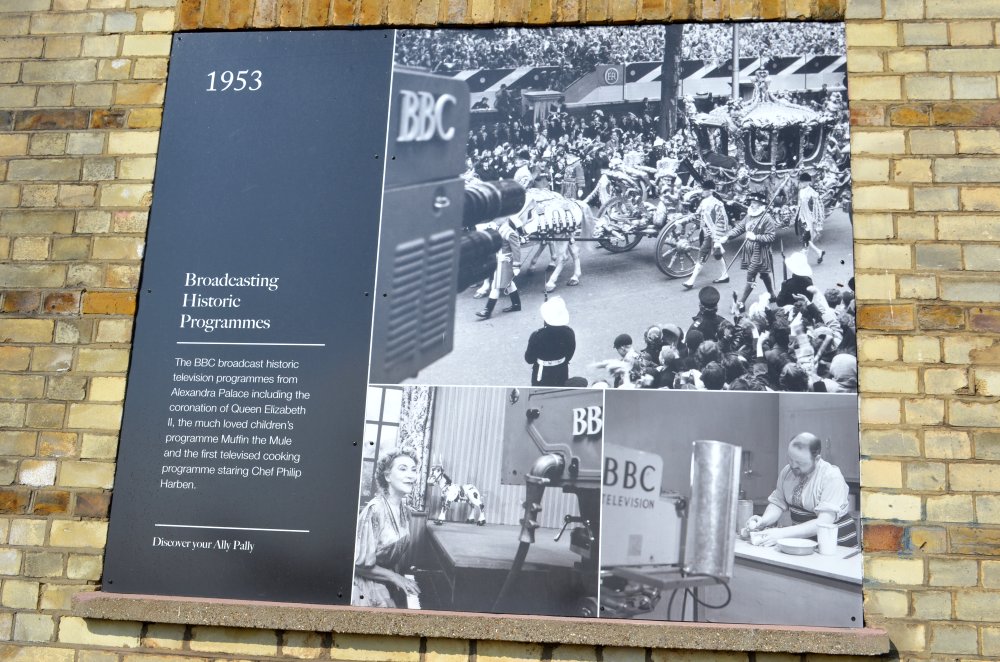 1953
Broadcasting
Historic
Programmes
The BBC broadcast historic
television programmes from
Alexandra Palace including the
coronation of Queen Elizabeth
II, the much loved children's
programme Muffin the Mule
and the first televised cooking
programme staring Chef Philip
Harben.
Discover your Ally Pally
BBC
EIIR
BB
BBC
TELEVISION